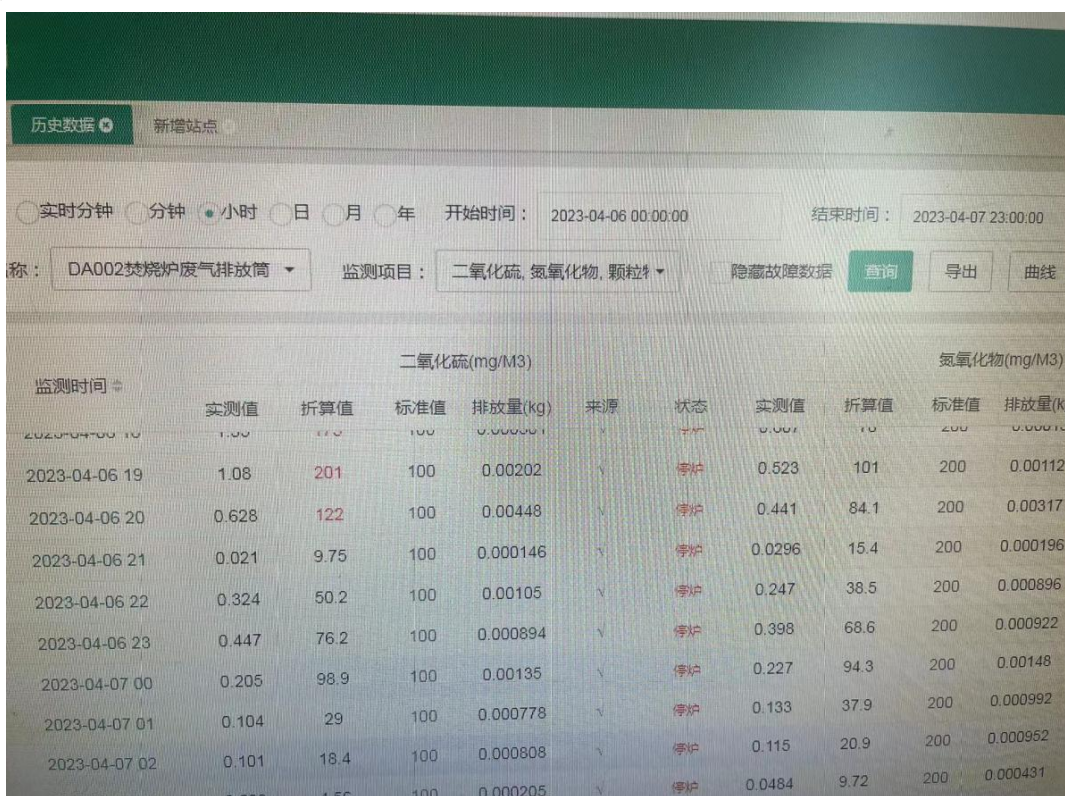 历史数据 新增站点
实时分钟 分钟 小时 日 月 年 开始时间： 2023-04-06 00:00:00 结束时间： 2023-04-07 23:00:00
称： DA002焚烧炉废气排放筒 监测项目： 二氧化硫, 氮氧化物, 颗粒 隐藏故障数据 查询 导出 曲线
二氧化硫(mg/M3) 氮氧化物(mg/M3)
监测时间 实测值 折算值 标准值 排放量(kg) 来源 状态 实测值 折算值 标准值 排放量(K
2023-04-06 19 1.08 201 100 0.00202 √ 停炉 0.523 101 200 0.00112
2023-04-06 20 0.628 122 100 0.00448 √ 停炉 0.441 84.1 200 0.00317
2023-04-06 21 0.021 9.75 100 0.000146 √ 停炉 0.0296 15.4 200 0.000196
2023-04-06 22 0.324 50.2 100 0.00105 √ 停炉 0.247 38.5 200 0.000896
2023-04-06 23 0.447 76.2 100 0.000894 √ 停炉 0.398 68.6 200 0.000922
2023-04-07 00 0.205 98.9 100 0.00135 √ 停炉 0.227 94.3 200 0.00148
2023-04-07 01 0.104 29 100 0.000778 √ 停炉 0.133 37.9 200 0.000992
2023-04-07 02 0.101 18.4 100 0.000808 √ 停炉 0.115 20.9 200 0.000952
100 0.000205 √ 停炉 0.0484 9.72 200 0.000431